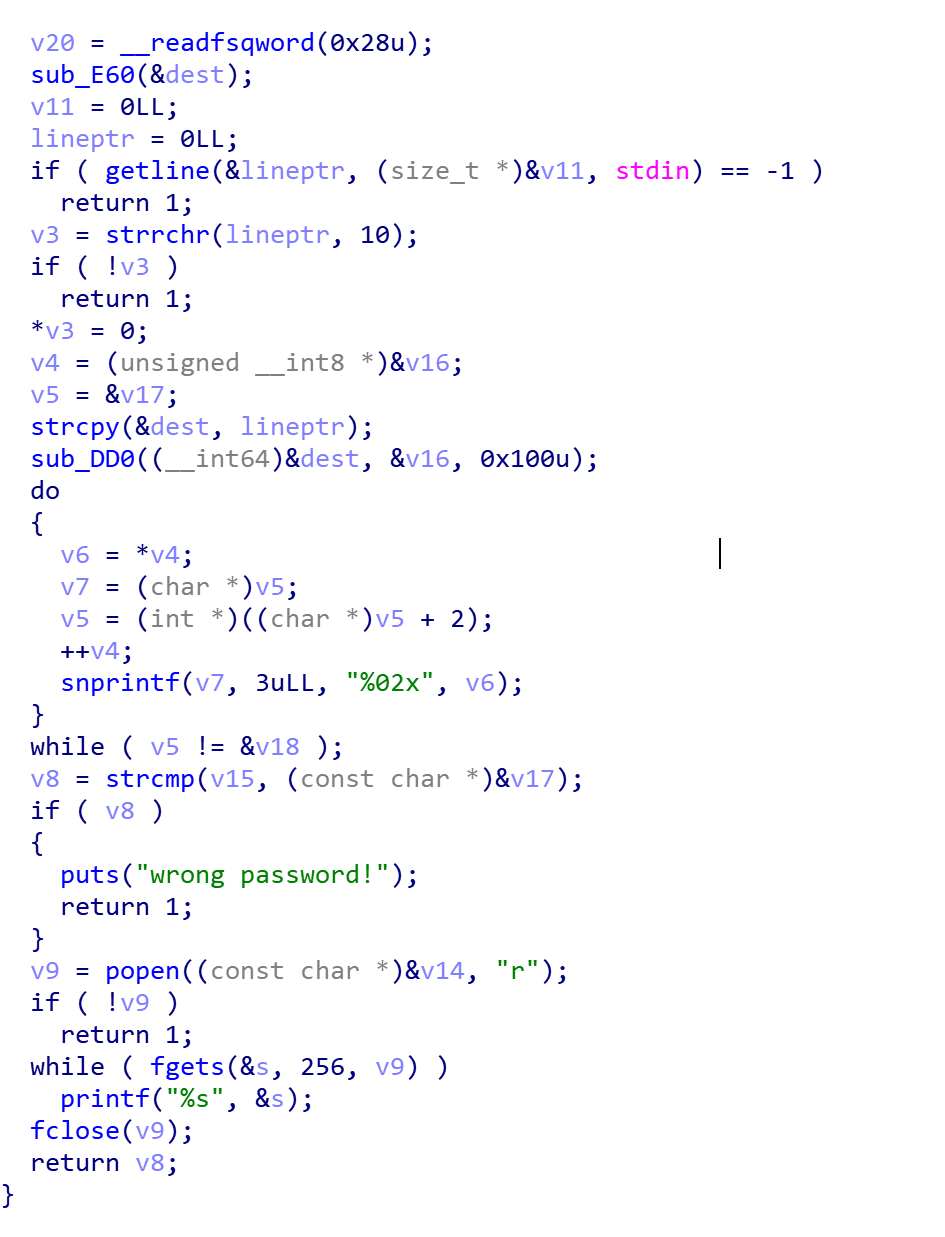 v20 = __readfsqword(0x28u);
sub_E60(&dest);
v11 = 0LL;
lineptr = 0LL;
if ( getline(&lineptr, (size_t *)&v11, stdin) == -1 )
  return 1;
v3 = strrchr(lineptr, 10);
if ( !v3 )
  return 1;
*v3 = 0;
v4 = (unsigned __int8 *)&v16;
v5 = &v17;
strcpy(&dest, lineptr);
sub_DD0((__int64)&dest, &v16, 0x100u);
do
{
  v6 = *v4;
  v7 = (char *)v5;
  v5 = (int *)((char *)v5 + 2);
  ++v4;
  snprintf(v7, 3uLL, "%02x", v6);
}
while ( v5 != &v18 );
v8 = strcmp(v15, (const char *)&v17);
if ( v8 )
{
  puts("wrong password!");
  return 1;
}
v9 = popen((const char *)&v14, "r");
if ( !v9 )
  return 1;
while ( fgets(&s, 256, v9) )
  printf("%s", &s);
fclose(v9);
return v8;
}